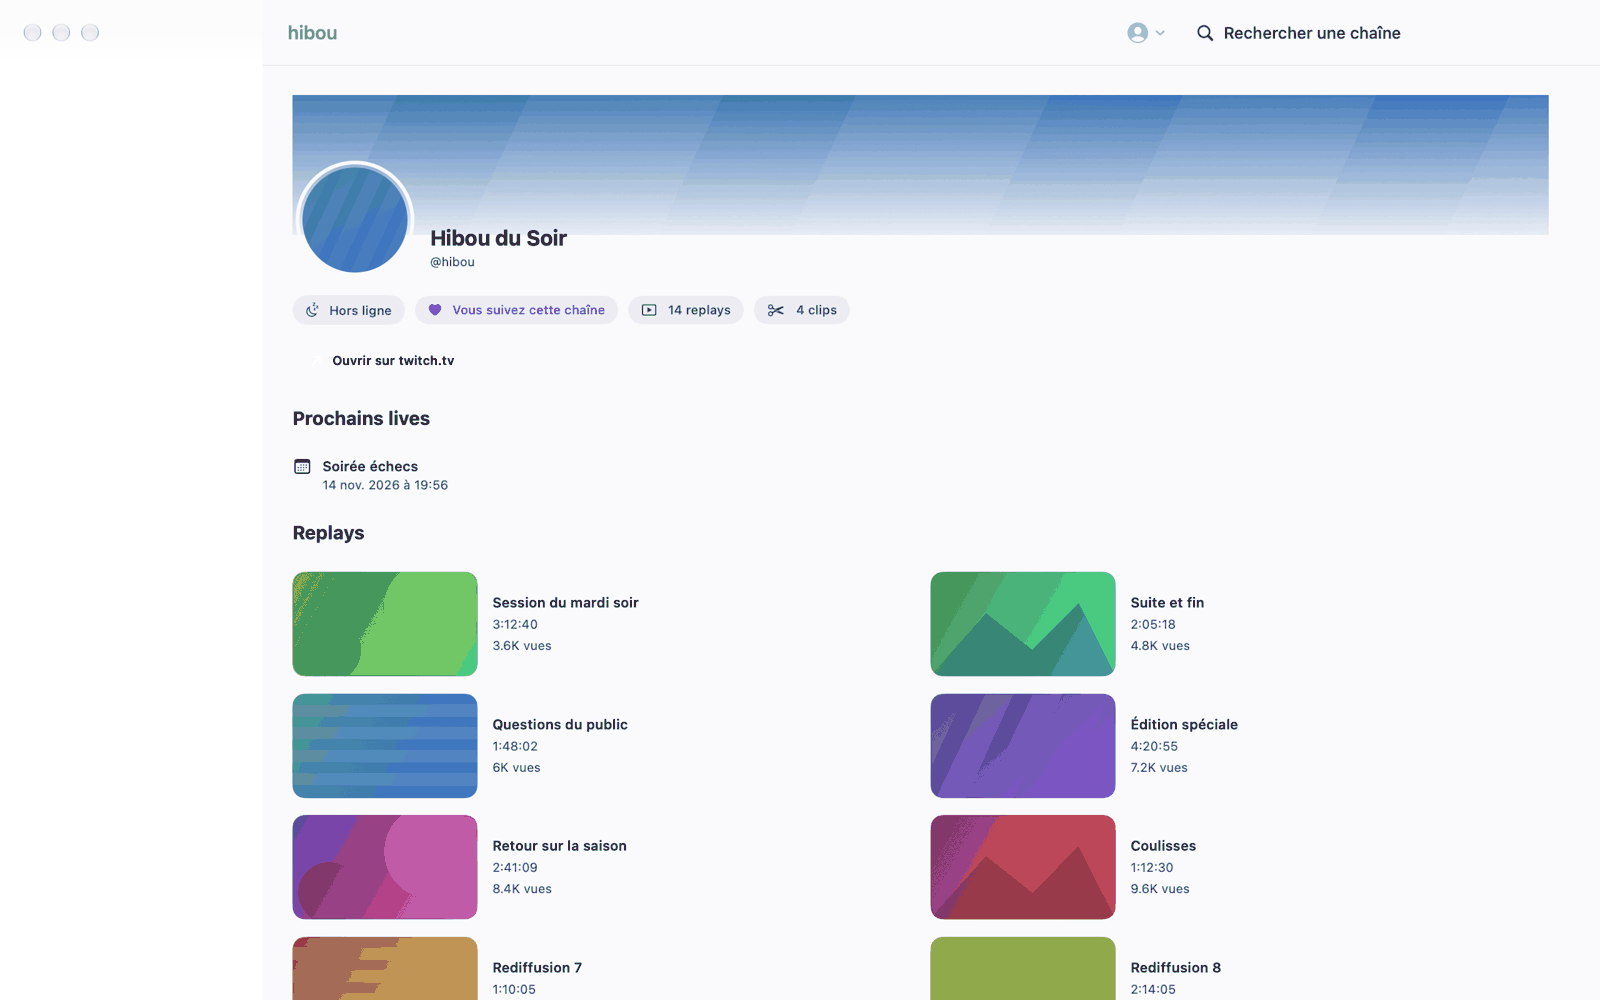 hibou
Rechercher une chaîne
Hibou du Soir
@hibou
Hors ligne
Vous suivez cette chaîne
14 replays
4 clips
Ouvrir sur twitch.tv
Prochains lives
Soirée échecs
14 nov. 2026 à 19:56
Replays
Session du mardi soir
3:12:40
3.6K vues
Suite et fin
2:05:18
4.8K vues
Questions du public
1:48:02
6K vues
Édition spéciale
4:20:55
7.2K vues
Retour sur la saison
2:41:09
8.4K vues
Coulisses
1:12:30
9.6K vues
Rediffusion 7
1:10:05
Rediffusion 8
2:14:05